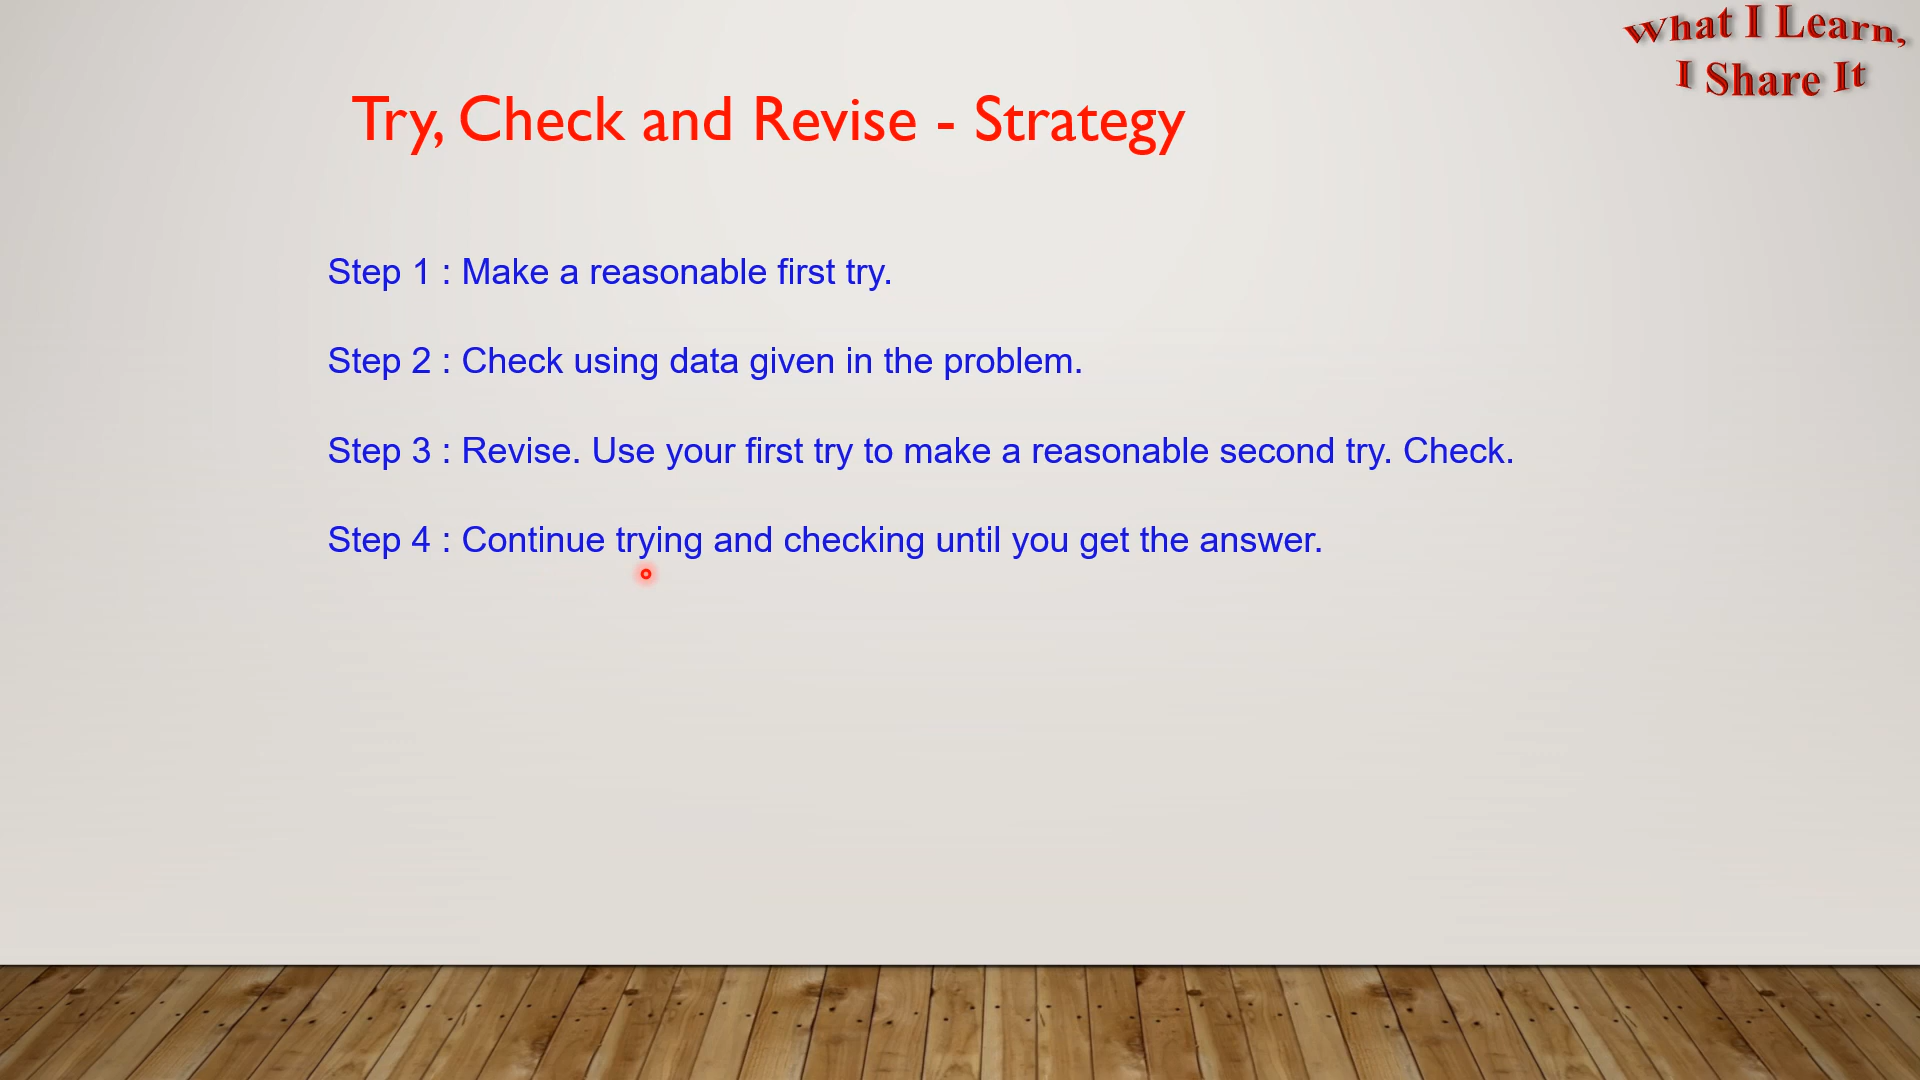 What I Learn,
I Share It
Try, Check and Revise - Strategy
Step 1 : Make a reasonable first try.
Step 2 : Check using data given in the problem.
Step 3 : Revise. Use your first try to make a reasonable second try. Check.
Step 4 : Continue trying and checking until you get the answer.